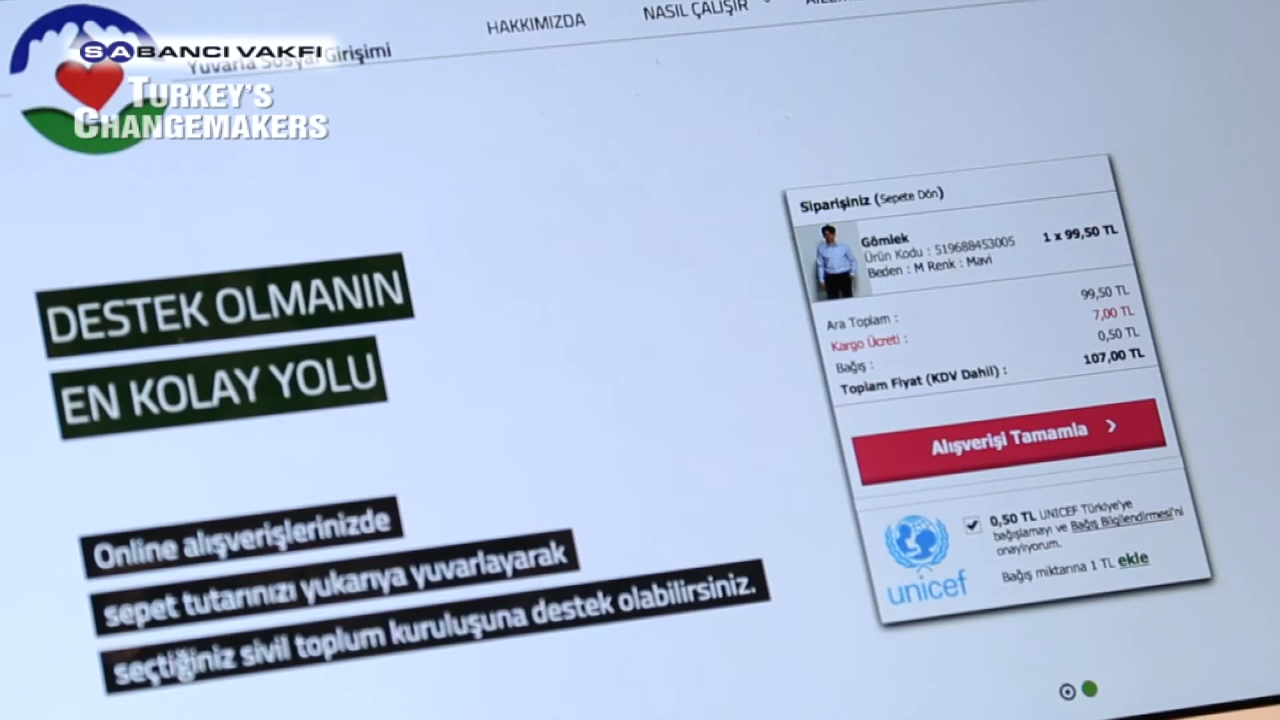 HAKKIMIZDA
NASIL ÇALIŞIR
SABANCI VAKFI
Yuvarla Sosyal Girişimi
TURKEY'S
CHANGEMAKERS
DESTEK OLMANIN
EN KOLAY YOLU
Online alışverişlerinizde
sepet tutarınızı yukarıya yuvarlayarak
seçtiğiniz sivil toplum kuruluşuna destek olabilirsiniz.
Siparişiniz (Sepete Dön)
Gömlek
1 x 99,50 TL
Ürün Kodu : 519688453005
Beden : M Renk : Mavi
Ara Toplam : 99,50 TL
Kargo Ücreti : 7,00 TL
Bağış : 0,50 TL
Toplam Fiyat (KDV Dahil) : 107,00 TL
Alışverişi Tamamla >
unicef
0,50 TL UNICEF Türkiye'ye
bağışlamayı ve Bağış Bilgilendirmesi'ni
onaylıyorum.
Bağış miktarına 1 TL ekle